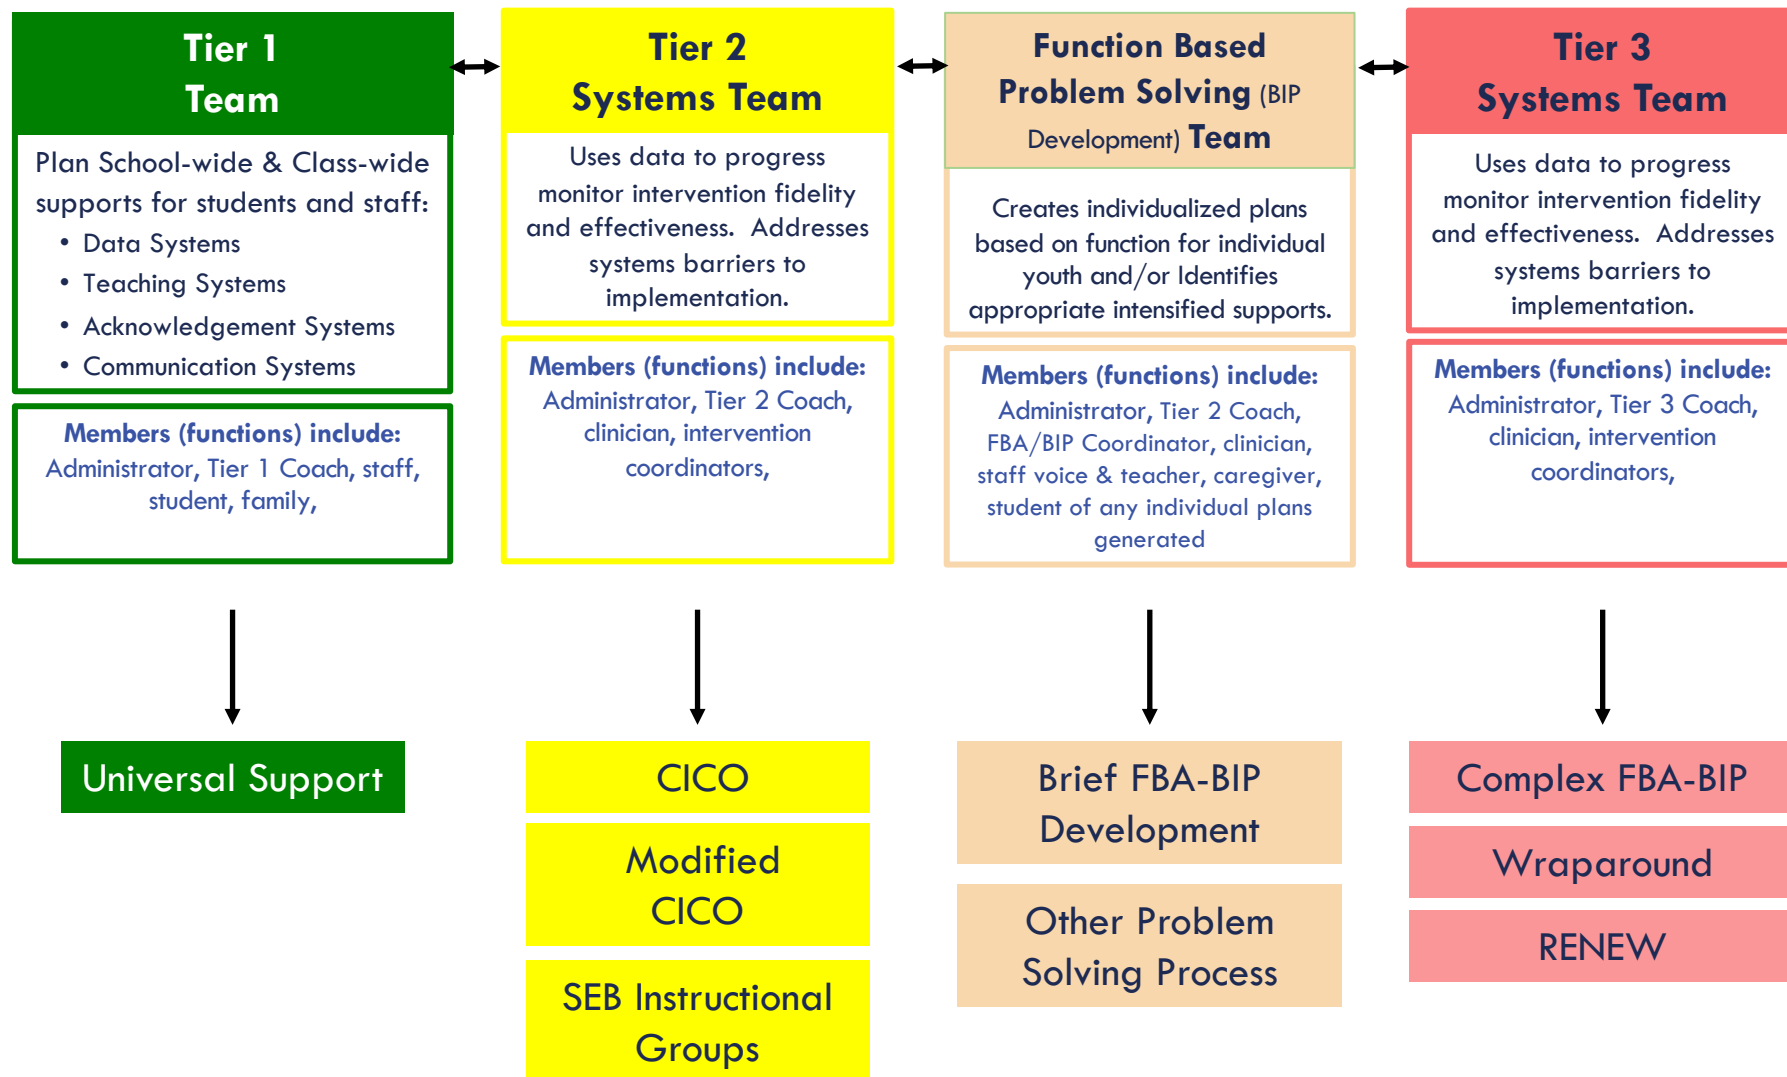 Tier 1
Team
Plan School-wide & Class-wide
supports for students and staff:
• Data Systems
• Teaching Systems
• Acknowledgement Systems
• Communication Systems
Members (functions) include:
Administrator, Tier 1 Coach, staff,
student, family,
Universal Support
Tier 2
Systems Team
Uses data to progress
monitor intervention fidelity
and effectiveness.  Addresses
systems barriers to
implementation.
Members (functions) include:
Administrator, Tier 2 Coach,
clinician, intervention
coordinators,
CICO
Modified
CICO
SEB Instructional
Groups
Function Based
Problem Solving (BIP
Development) Team
Creates individualized plans
based on function for individual
youth and/or Identifies
appropriate intensified supports.
Members (functions) include:
Administrator, Tier 2 Coach,
FBA/BIP Coordinator, clinician,
staff voice & teacher, caregiver,
student of any individual plans
generated
Brief FBA-BIP
Development
Other Problem
Solving Process
Tier 3
Systems Team
Uses data to progress
monitor intervention fidelity
and effectiveness.  Addresses
systems barriers to
implementation.
Members (functions) include:
Administrator, Tier 3 Coach,
clinician, intervention
coordinators,
Complex FBA-BIP
Wraparound
RENEW